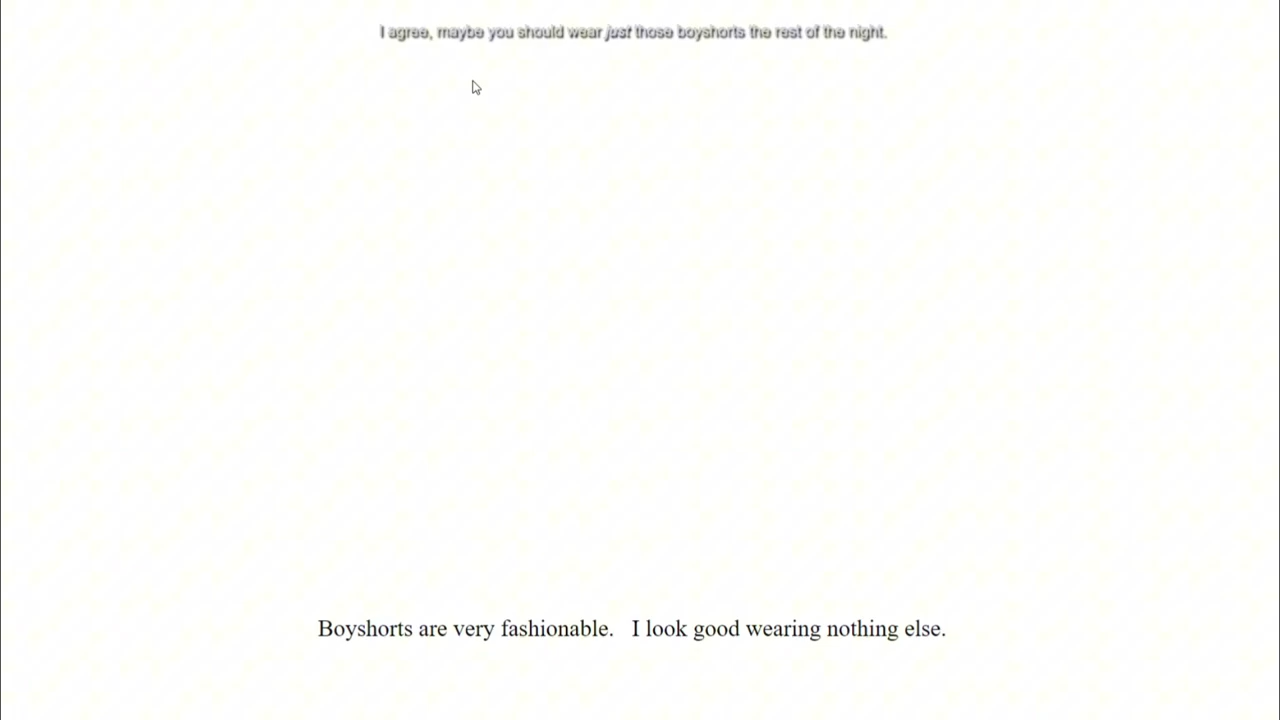 I agree, maybe you should wear just those boyshorts the rest of the night.
Boyshorts are very fashionable.   I look good wearing nothing else.